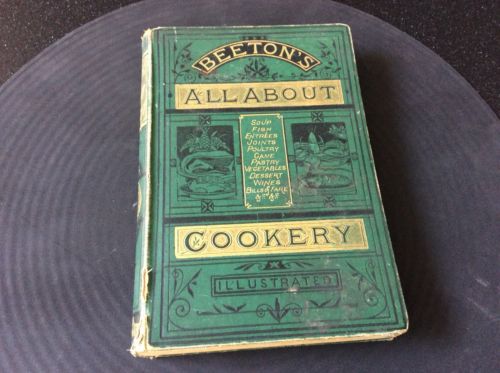 BEETON'S
ALL ABOUT
SOUP
FISH
ENTRÉES
JOINTS
POULTRY
GAME
PASTRY
VEGETABLES
DESSERT
WINES
BILLS of FARE
&c &c
COOKERY
ILLUSTRATED